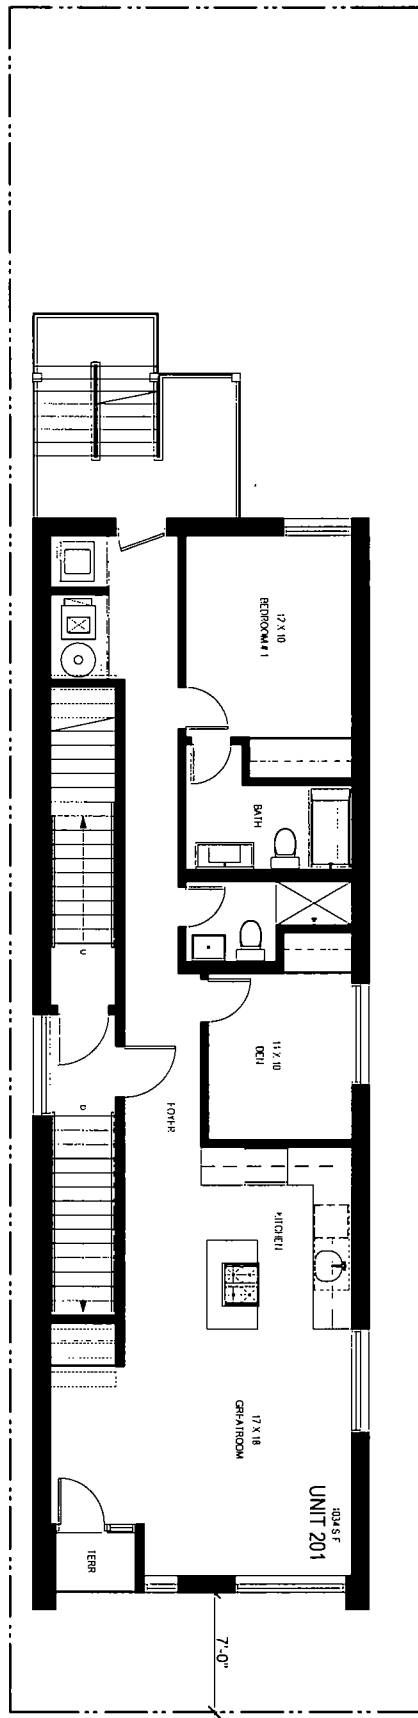 12 X 10
BEDROOM #1
BATH
U
11 X 10
DEN
D
FOYER
KITCHEN
17 X 18
GREATROOM
1034 S F
UNIT 201
TERR
7'-0"